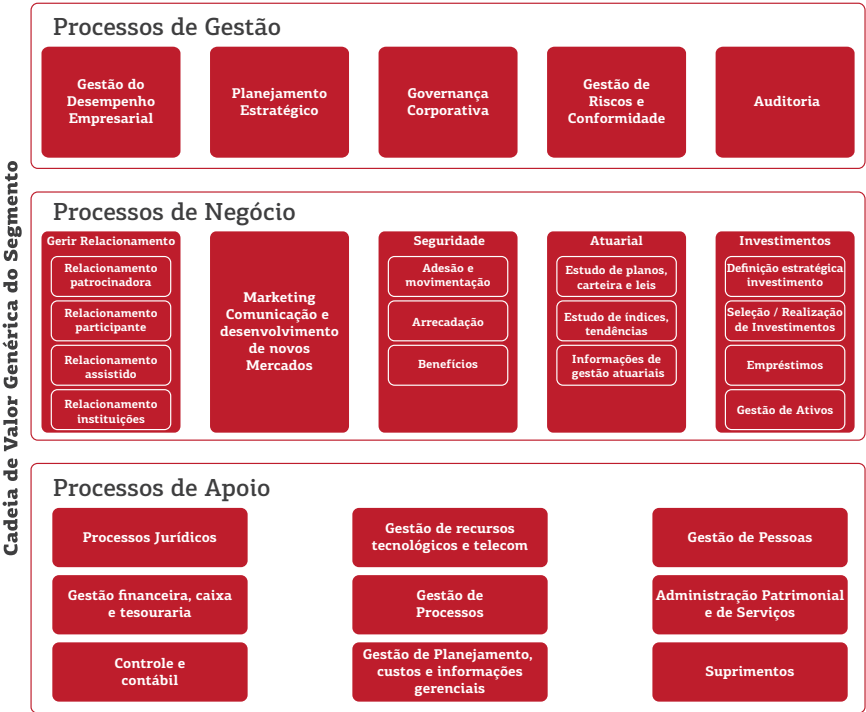 Cadeia de Valor Genérica do Segmento
Processos de Gestão
Gestão do
Desempenho
Empresarial
Planejamento
Estratégico
Governança
Corporativa
Gestão de
Riscos e
Conformidade
Auditoria
Processos de Negócio
Gerir Relacionamento
Relacionamento
patrocinadora
Relacionamento
participante
Relacionamento
assistido
Relacionamento
instituições
Marketing
Comunicação e
desenvolvimento
de novos
Mercados
Seguridade
Adesão e
movimentação
Arrecadação
Benefícios
Atuarial
Estudo de planos,
carteira e leis
Estudo de índices,
tendências
Informações de
gestão atuariais
Investimentos
Definição estratégica
investimento
Seleção / Realização
de Investimentos
Empréstimos
Gestão de Ativos
Processos de Apoio
Processos Jurídicos
Gestão de recursos
tecnológicos e telecom
Gestão de Pessoas
Gestão financeira, caixa
e tesouraria
Gestão de
Processos
Administração Patrimonial
e de Serviços
Controle e
contábil
Gestão de Planejamento,
custos e informações
gerenciais
Suprimentos